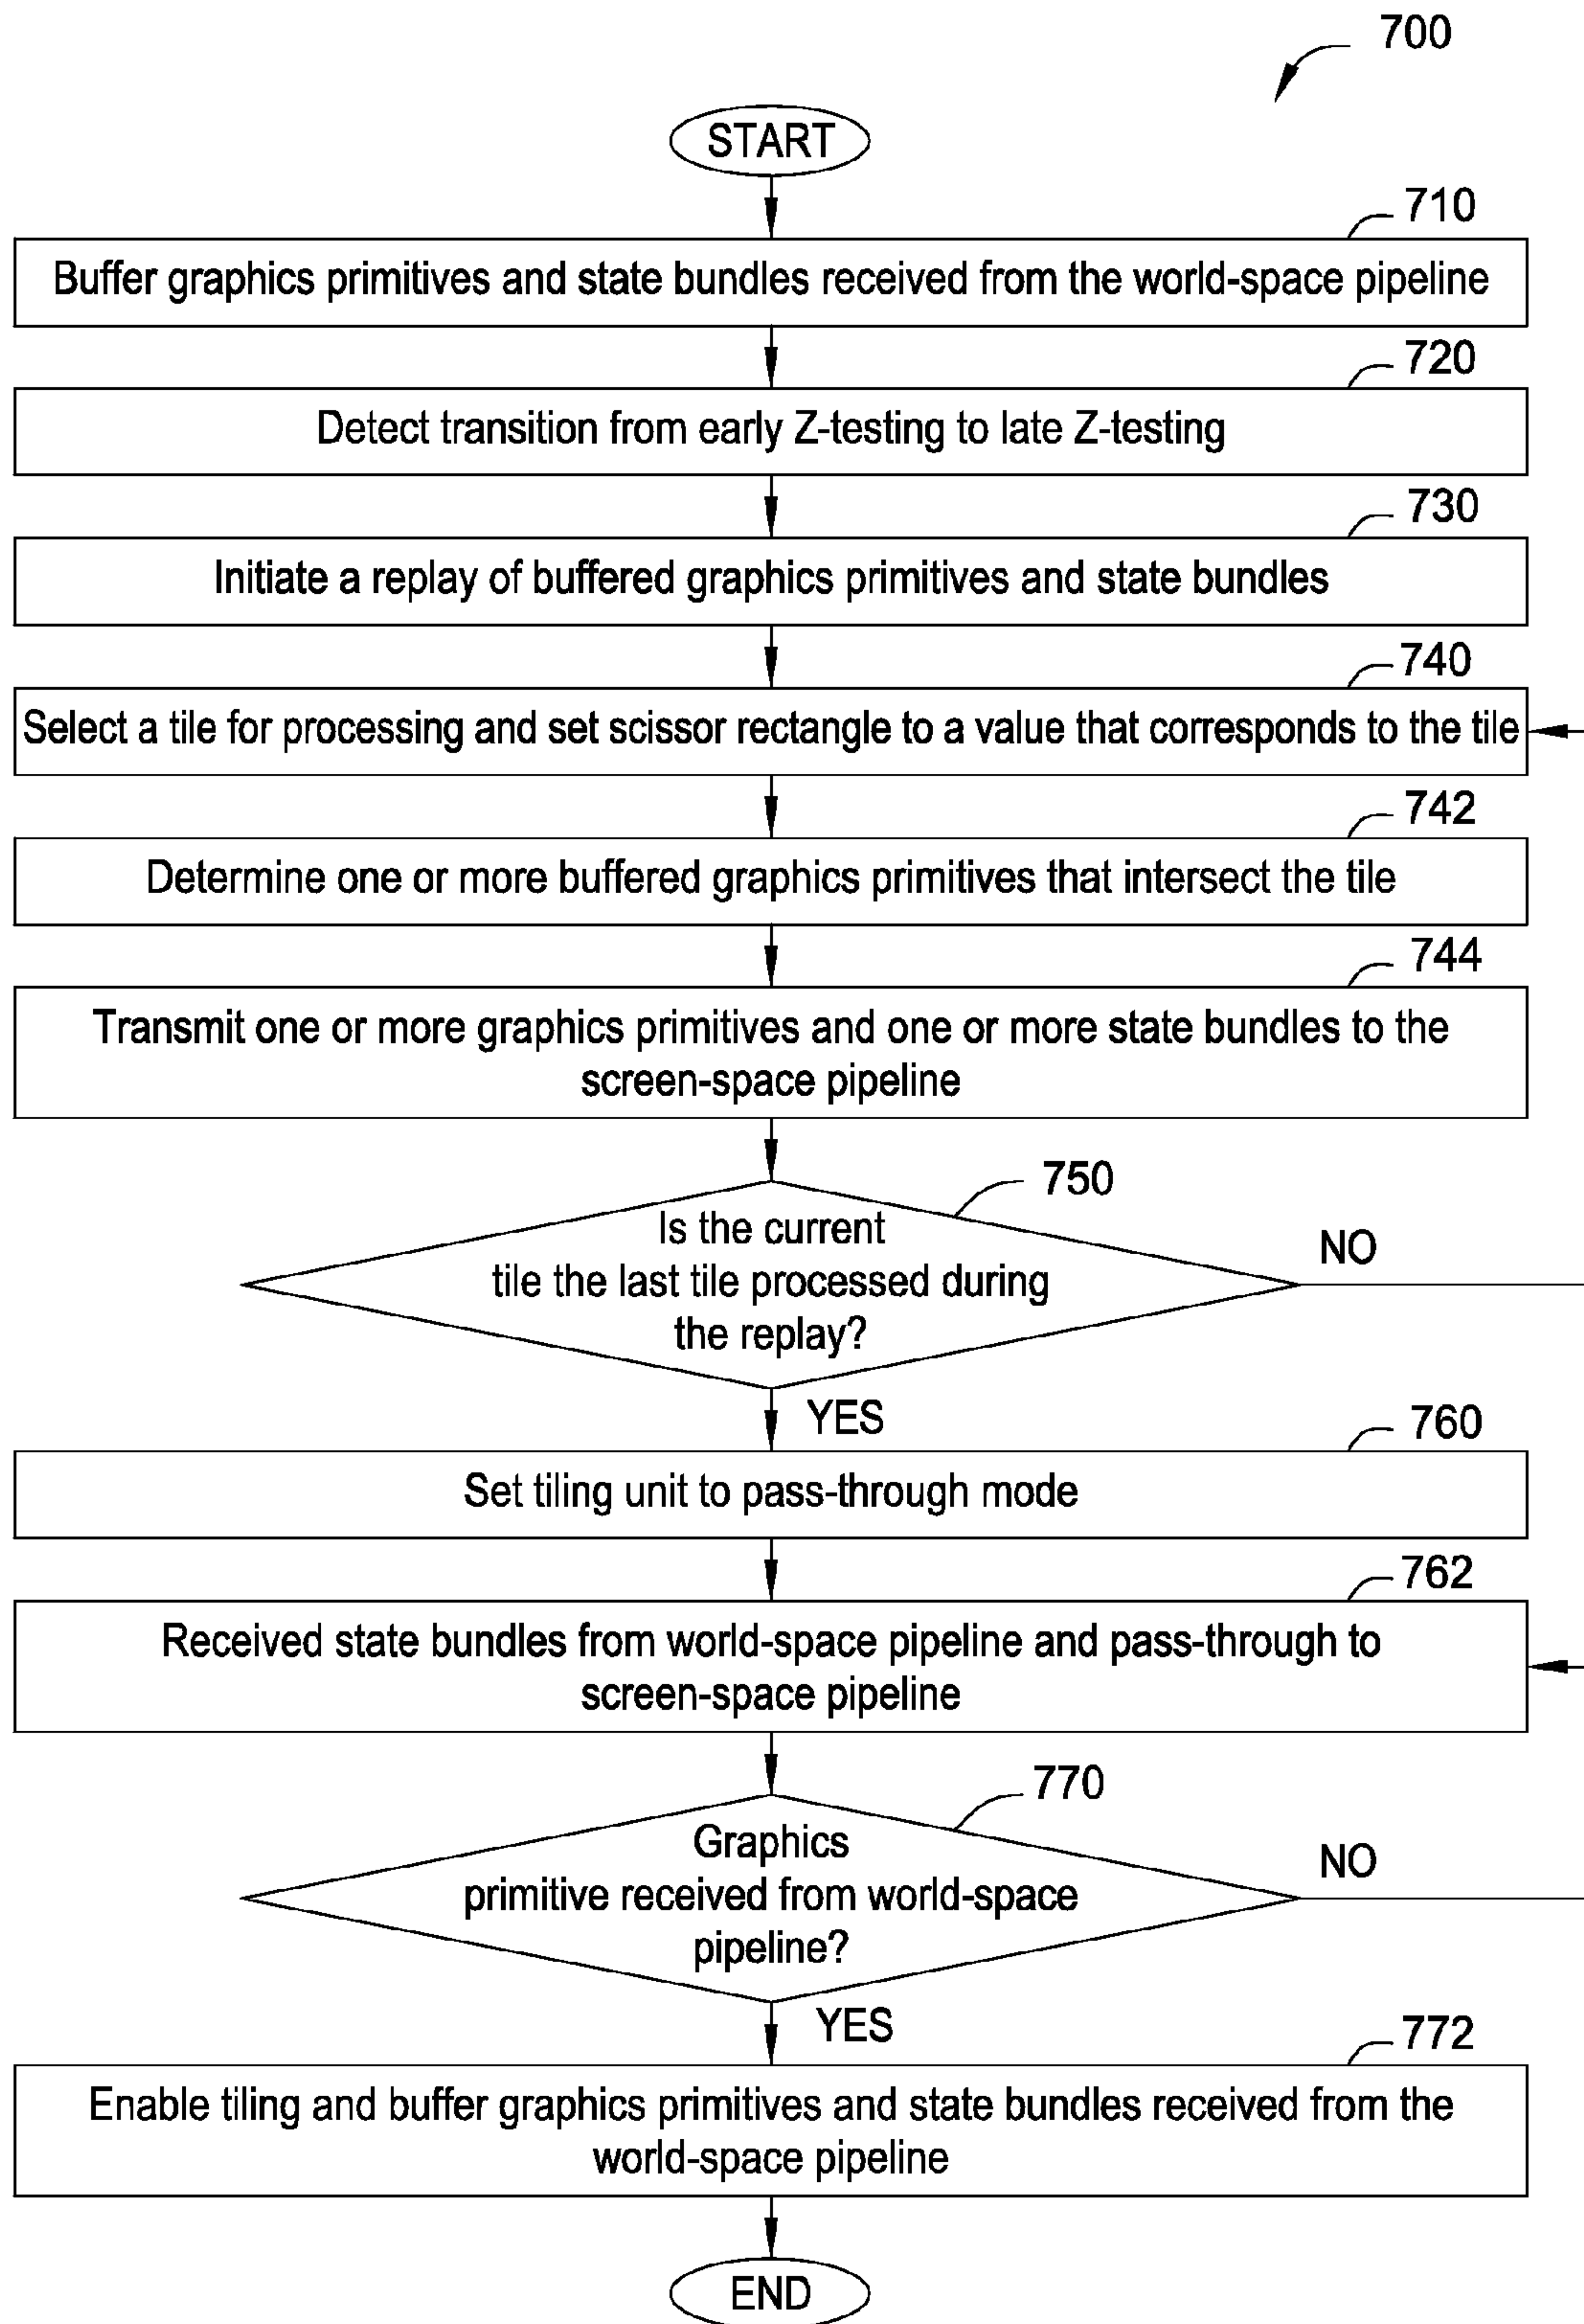 700
START
710
Buffer graphics primitives and state bundles received from the world-space pipeline
720
Detect transition from early Z-testing to late Z-testing
730
Initiate a replay of buffered graphics primitives and state bundles
740
Select a tile for processing and set scissor rectangle to a value that corresponds to the tile
742
Determine one or more buffered graphics primitives that intersect the tile
744
Transmit one or more graphics primitives and one or more state bundles to the
screen-space pipeline
750
Is the current
tile the last tile processed during
the replay?
NO
YES
760
Set tiling unit to pass-through mode
762
Received state bundles from world-space pipeline and pass-through to
screen-space pipeline
770
Graphics
primitive received from world-space
pipeline?
NO
YES
772
Enable tiling and buffer graphics primitives and state bundles received from the
world-space pipeline
END